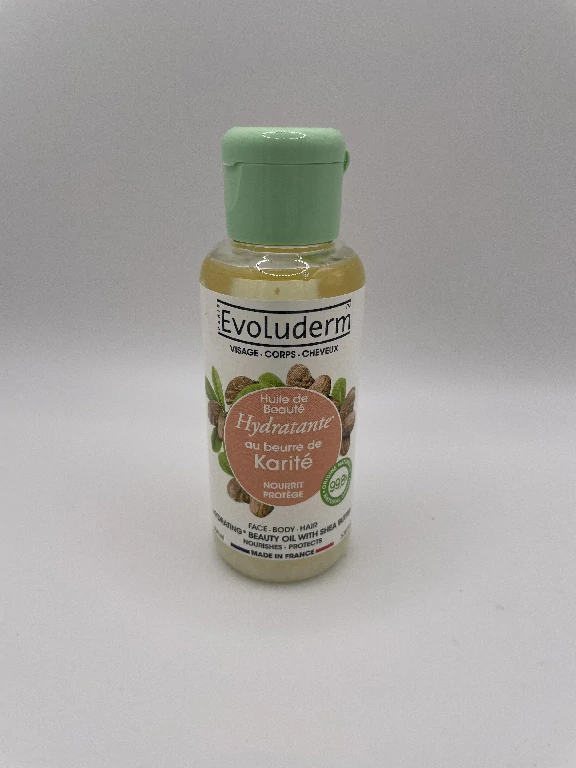 PARIS
Evoluderm
VISAGE • CORPS • CHEVEUX
Huile de
Beauté
Hydratante*
au beurre de
Karité
NOURRIT
PROTÈGE
FACE • BODY • HAIR
BEAUTY OIL WITH SHEA
NOURISHES • PROTECTS
MADE IN FRANCE